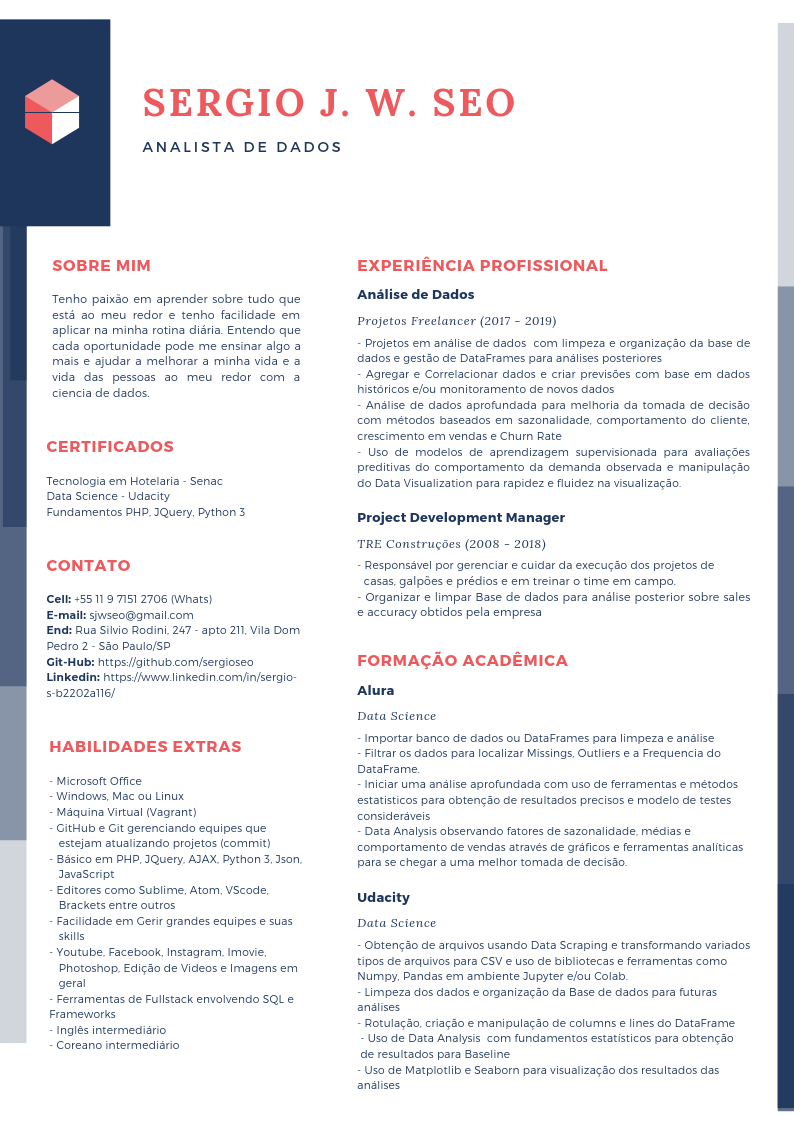 SERGIO J. W. SEO
ANALISTA DE DADOS
SOBRE MIM
Tenho paixão em aprender sobre tudo que
está ao meu redor e tenho facilidade em
aplicar na minha rotina diária. Entendo que
cada oportunidade pode me ensinar algo a
mais e ajudar a melhorar a minha vida e a
vida das pessoas ao meu redor com a
ciencia de dados.
CERTIFICADOS
Tecnologia em Hotelaria - Senac
Data Science - Udacity
Fundamentos PHP, JQuery, Python 3
CONTATO
Cell: +55 11 9 7151 2706 (Whats)
E-mail: sjwseo@gmail.com
End: Rua Silvio Rodini, 247 - apto 211, Vila Dom
Pedro 2 - São Paulo/SP
Git-Hub: https://github.com/sergioseo
Linkedin: https://www.linkedin.com/in/sergio-
s-b2202a116/
HABILIDADES EXTRAS
- Microsoft Office
- Windows, Mac ou Linux
- Máquina Virtual (Vagrant)
- GitHub e Git gerenciando equipes que
estejam atualizando projetos (commit)
- Básico em PHP, JQuery, AJAX, Python 3, Json,
JavaScript
- Editores como Sublime, Atom, VScode,
Brackets entre outros
- Facilidade em Gerir grandes equipes e suas
skills
- Youtube, Facebook, Instagram, Imovie,
Photoshop, Edição de Videos e Imagens em
geral
- Ferramentas de Fullstack envolvendo SQL e
Frameworks
- Inglês intermediário
- Coreano intermediário
EXPERIÊNCIA PROFISSIONAL
Análise de Dados
Projetos Freelancer (2017 - 2019)
- Projetos em análise de dados com limpeza e organização da base de
dados e gestão de DataFrames para análises posteriores
- Agregar e Correlacionar dados e criar previsões com base em dados
históricos e/ou monitoramento de novos dados
- Análise de dados aprofundada para melhoria da tomada de decisão
com métodos baseados em sazonalidade, comportamento do cliente,
crescimento em vendas e Churn Rate
- Uso de modelos de aprendizagem supervisionada para avaliações
preditivas do comportamento da demanda observada e manipulação
do Data Visualization para rapidez e fluidez na visualização.
Project Development Manager
TRE Construções (2008 - 2018)
- Responsável por gerenciar e cuidar da execução dos projetos de
casas, galpões e prédios e em treinar o time em campo.
- Organizar e limpar Base de dados para análise posterior sobre sales
e accuracy obtidos pela empresa
FORMAÇÃO ACADÊMICA
Alura
Data Science
- Importar banco de dados ou DataFrames para limpeza e análise
- Filtrar os dados para localizar Missings, Outliers e a Frequencia do
DataFrame.
- Iniciar uma análise aprofundada com uso de ferramentas e métodos
estatisticos para obtenção de resultados precisos e modelo de testes
consideráveis
- Data Analysis observando fatores de sazonalidade, médias e
comportamento de vendas através de gráficos e ferramentas analíticas
para se chegar a uma melhor tomada de decisão.
Udacity
Data Science
- Obtenção de arquivos usando Data Scraping e transformando variados
tipos de arquivos para CSV e uso de bibliotecas e ferramentas como
Numpy, Pandas em ambiente Jupyter e/ou Colab.
- Limpeza dos dados e organização da Base de dados para futuras
análises
- Rotulação, criação e manipulação de columns e lines do DataFrame
- Uso de Data Analysis com fundamentos estatísticos para obtenção
de resultados para Baseline
- Uso de Matplotlib e Seaborn para visualização dos resultados das
análises